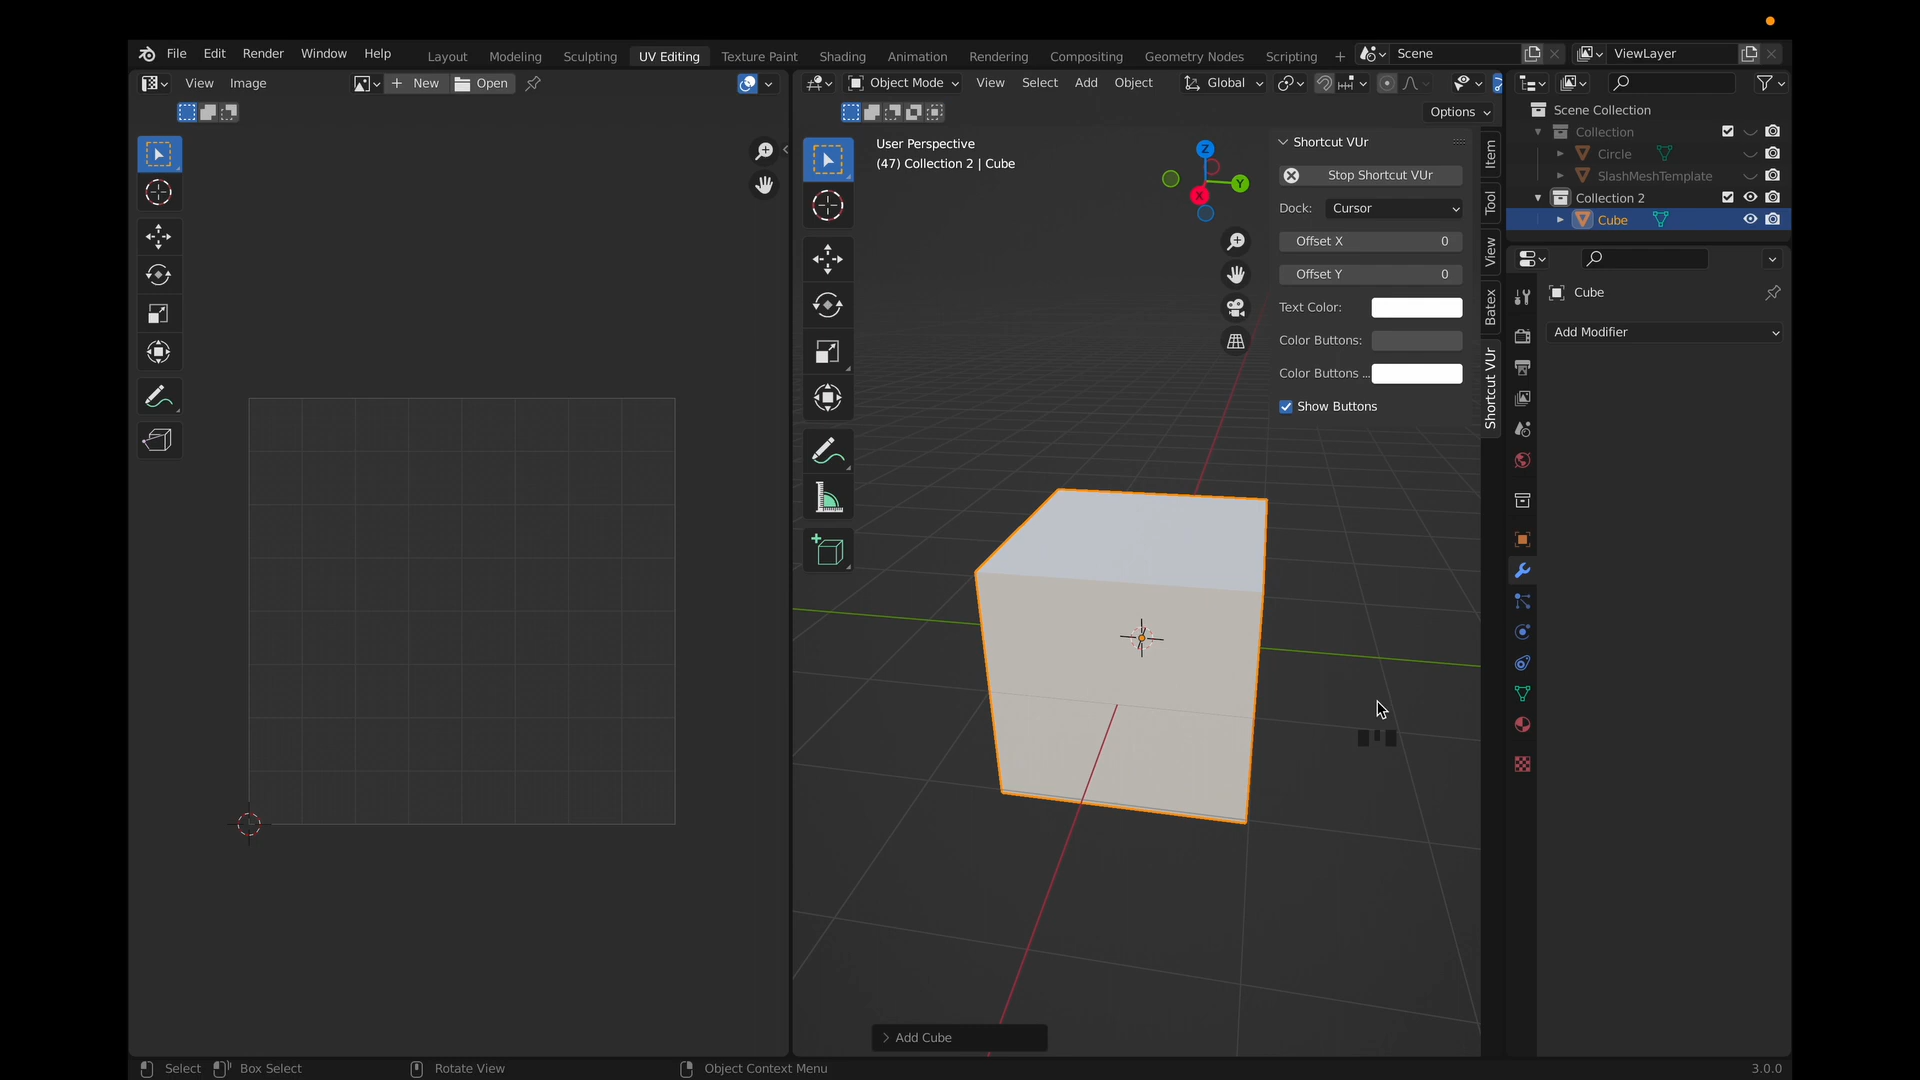 File Edit Render Window Help Layout Modeling Sculpting UV Editing Texture Paint Shading Animation Rendering Compositing Geometry Nodes Scripting + Scene ViewLayer
View Image + New Open Object Mode View Select Add Object Global
Options
User Perspective
(47) Collection 2 | Cube
Z
Y
X
Shortcut VUr
Stop Shortcut VUr
Dock: Cursor
Offset X 0
Offset Y 0
Text Color:
Color Buttons:
Color Buttons ...
Show Buttons
Item
Tool
View
Batex
Shortcut VUr
Scene Collection
Collection
Circle
SlashMeshTemplate
Collection 2
Cube
Cube
Add Modifier
Add Cube
Select Box Select Rotate View Object Context Menu 3.0.0